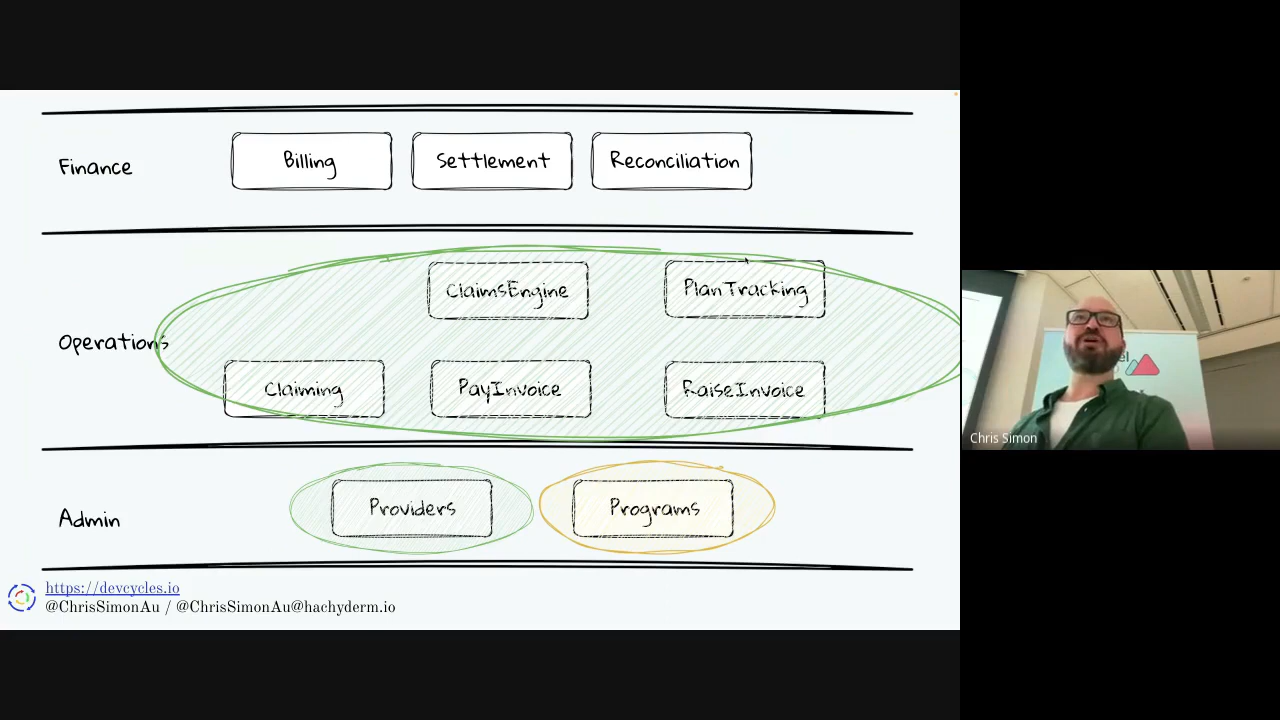 Finance
Billing
Settlement
Reconciliation
Operations
ClaimsEngine
PlanTracking
Claiming
PayInvoice
RaiseInvoice
Admin
Providers
Programs
https://devcycles.io
@ChrisSimonAu / @ChrisSimonAu@hachyderm.io
Chris Simon